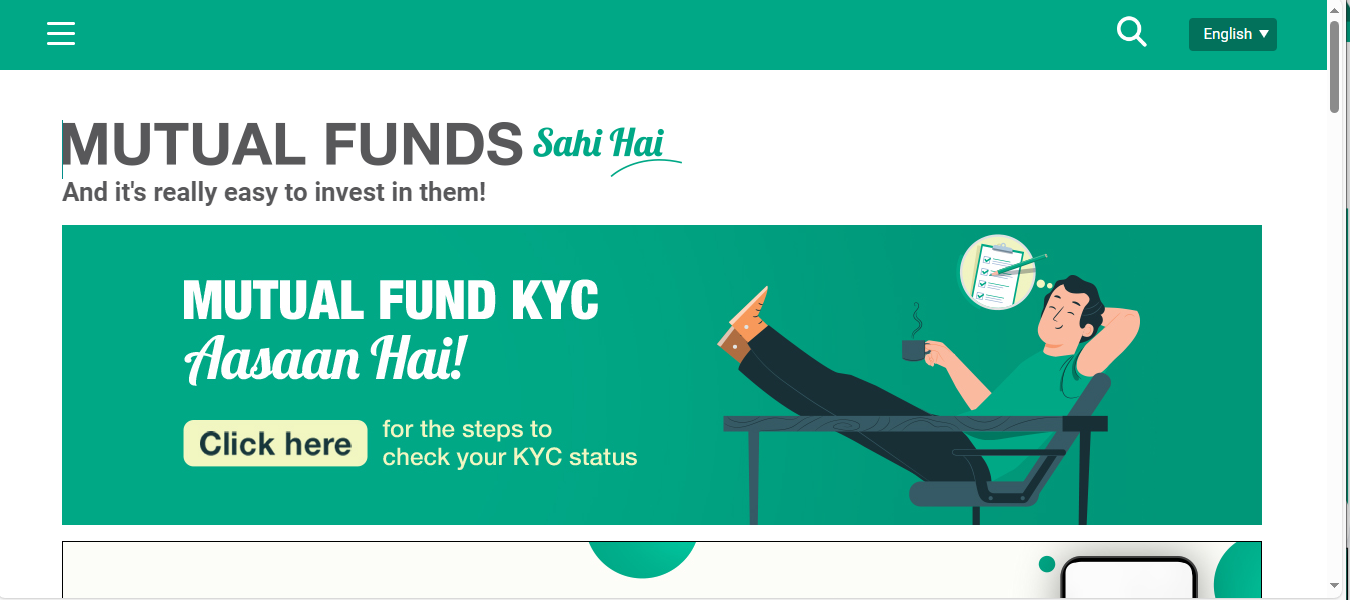 English ▼
MUTUAL FUNDS Sahi Hai
And it's really easy to invest in them!
MUTUAL FUND KYC
Aasaan Hai!
Click here for the steps to
check your KYC status